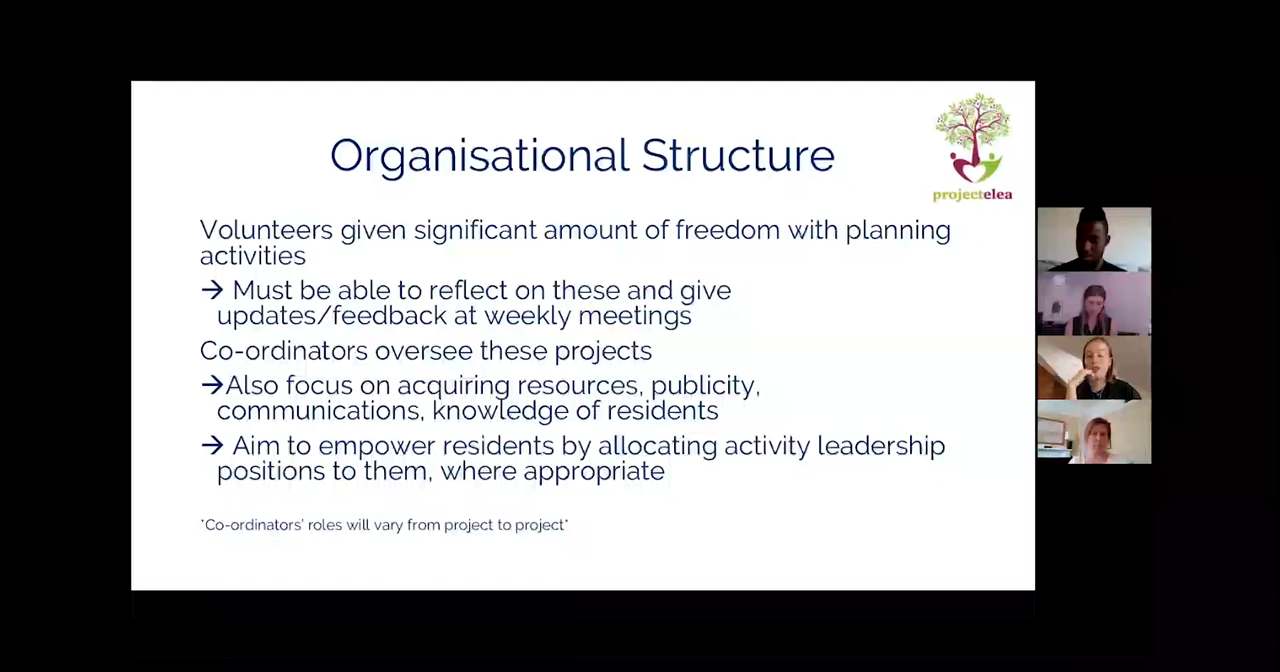 Organisational Structure
projectelea
Volunteers given significant amount of freedom with planning
activities
→ Must be able to reflect on these and give
updates/feedback at weekly meetings
Co-ordinators oversee these projects
→Also focus on acquiring resources, publicity,
communications, knowledge of residents
→ Aim to empower residents by allocating activity leadership
positions to them, where appropriate
*Co-ordinators' roles will vary from project to project*